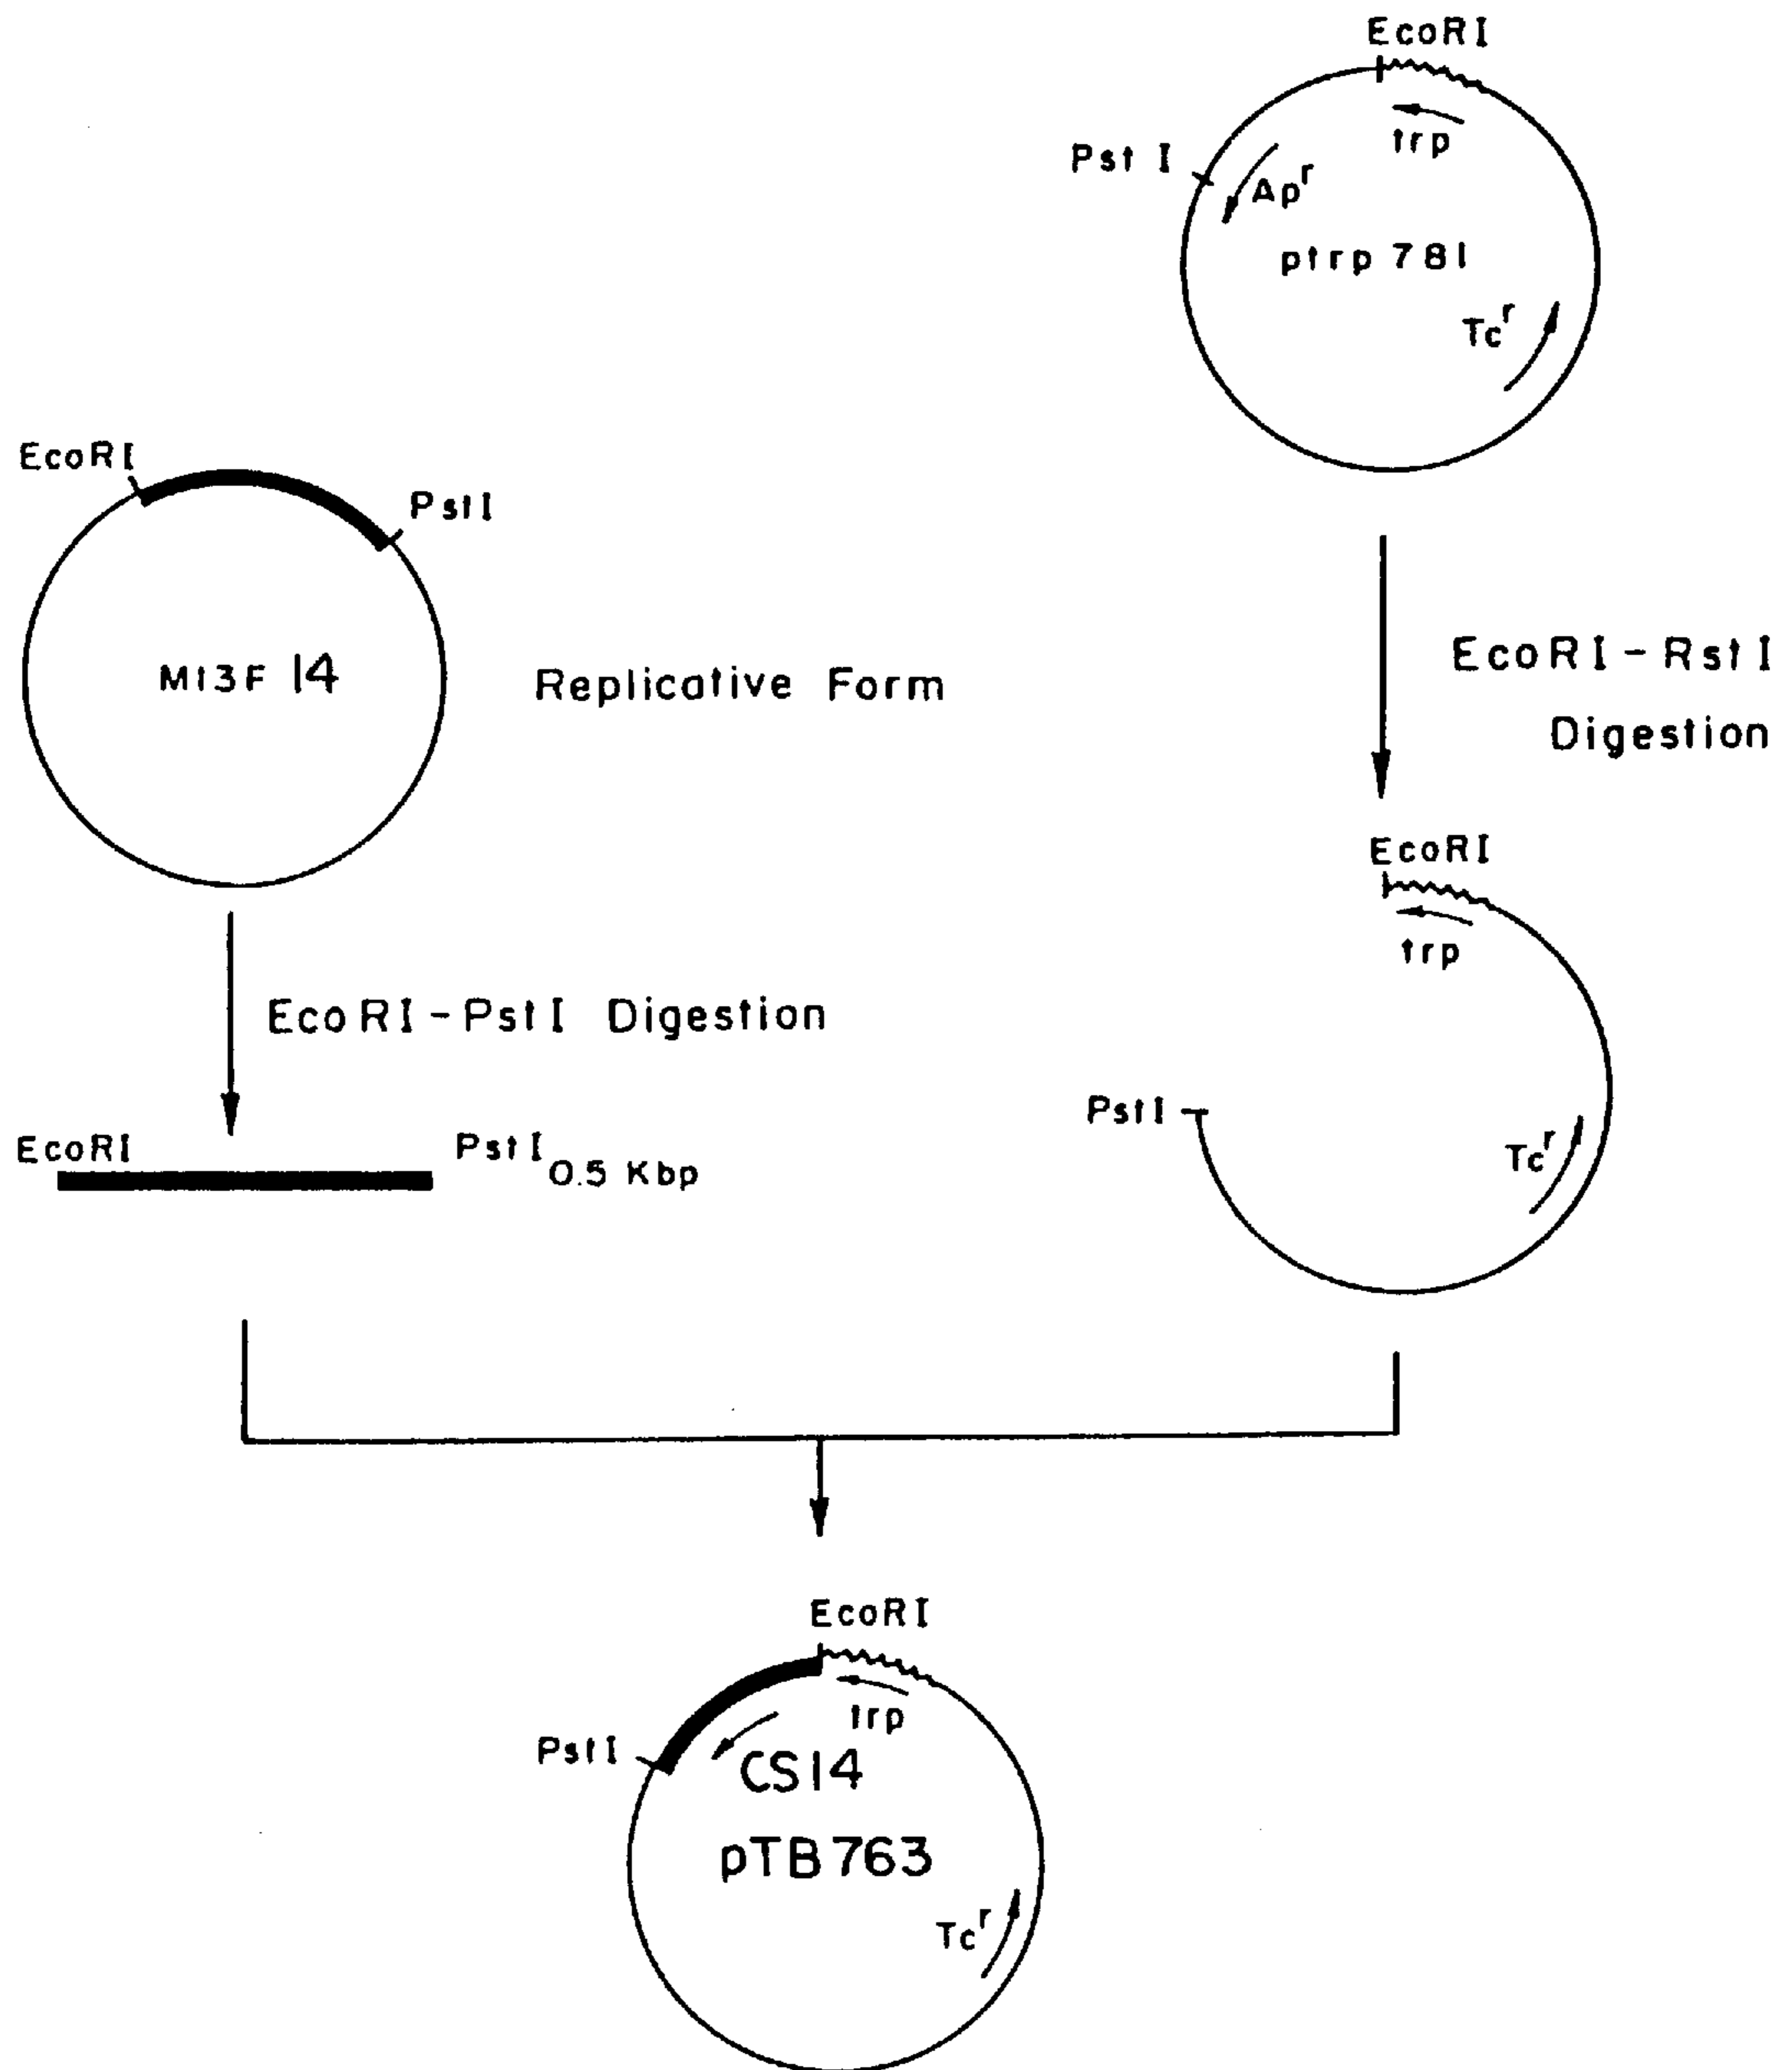 EcoRI
Pst I
Ap^r
trp
ptrp 781
Tc^r
EcoRI
PstI
M13F 14
Replicative Form
EcoRI-RstI
Digestion
EcoRI
trp
PstI
Tc^r
EcoRI-PstI Digestion
EcoRI
PstI
0.5 Kbp
EcoRI
trp
PstI
CS14
pTB763
Tc^r